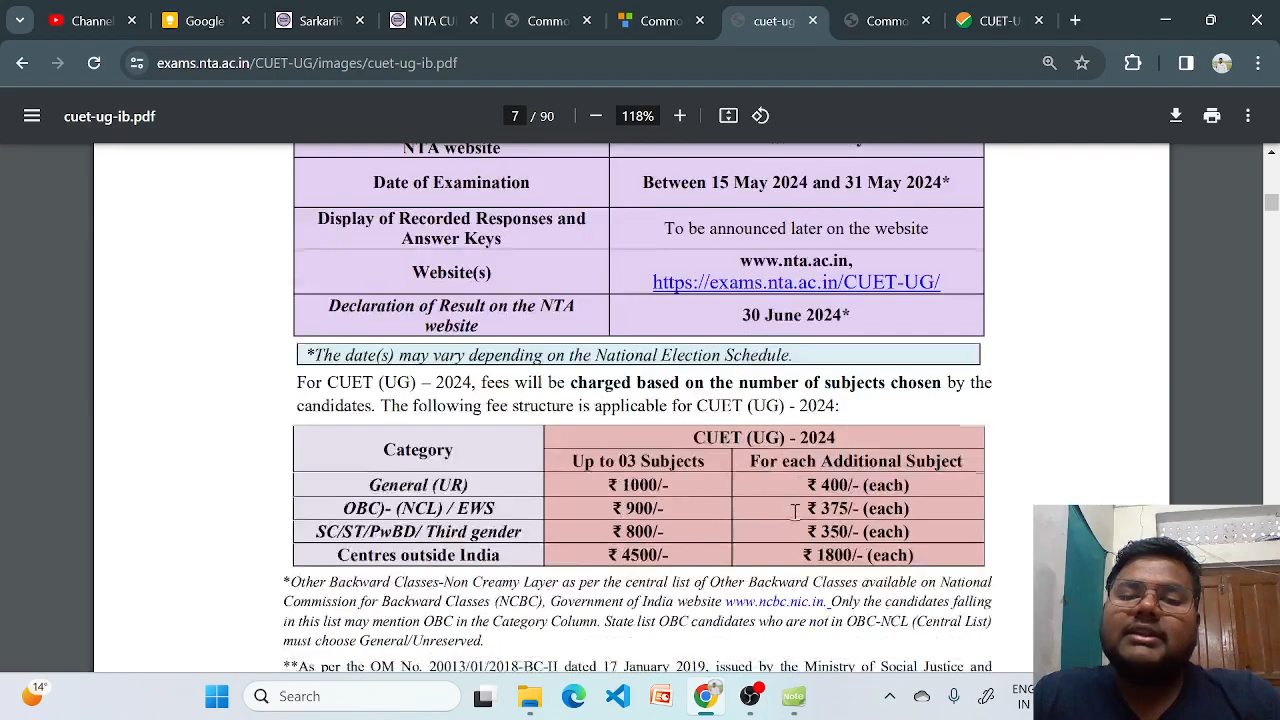 Channel
Google
SarkariR
NTA CU
Commo
Commo
cuet-ug
Commo
CUET-U
exams.nta.ac.in/CUET-UG/images/cuet-ug-ib.pdf
cuet-ug-ib.pdf
7 / 90
118%
NTA website
Date of Examination
Between 15 May 2024 and 31 May 2024*
Display of Recorded Responses and
Answer Keys
To be announced later on the website
Website(s)
www.nta.ac.in,
https://exams.nta.ac.in/CUET-UG/
Declaration of Result on the NTA
website
30 June 2024*
*The date(s) may vary depending on the National Election Schedule.
For CUET (UG) – 2024, fees will be charged based on the number of subjects chosen by the
candidates. The following fee structure is applicable for CUET (UG) - 2024:
Category
CUET (UG) - 2024
Up to 03 Subjects
For each Additional Subject
General (UR)
₹ 1000/-
₹ 400/- (each)
OBC)- (NCL) / EWS
₹ 900/-
₹ 375/- (each)
SC/ST/PwBD/ Third gender
₹ 800/-
₹ 350/- (each)
Centres outside India
₹ 4500/-
₹ 1800/- (each)
*Other Backward Classes-Non Creamy Layer as per the central list of Other Backward Classes available on National
Commission for Backward Classes (NCBC), Government of India website www.ncbc.nic.in. Only the candidates falling
in this list may mention OBC in the Category Column. State list OBC candidates who are not in OBC-NCL (Central List)
must choose General/Unreserved.
**As per the OM No. 20013/01/2018-BC-II dated 17 January 2019, issued by the Ministry of Social Justice and
14°
Search
Note
ENG
IN